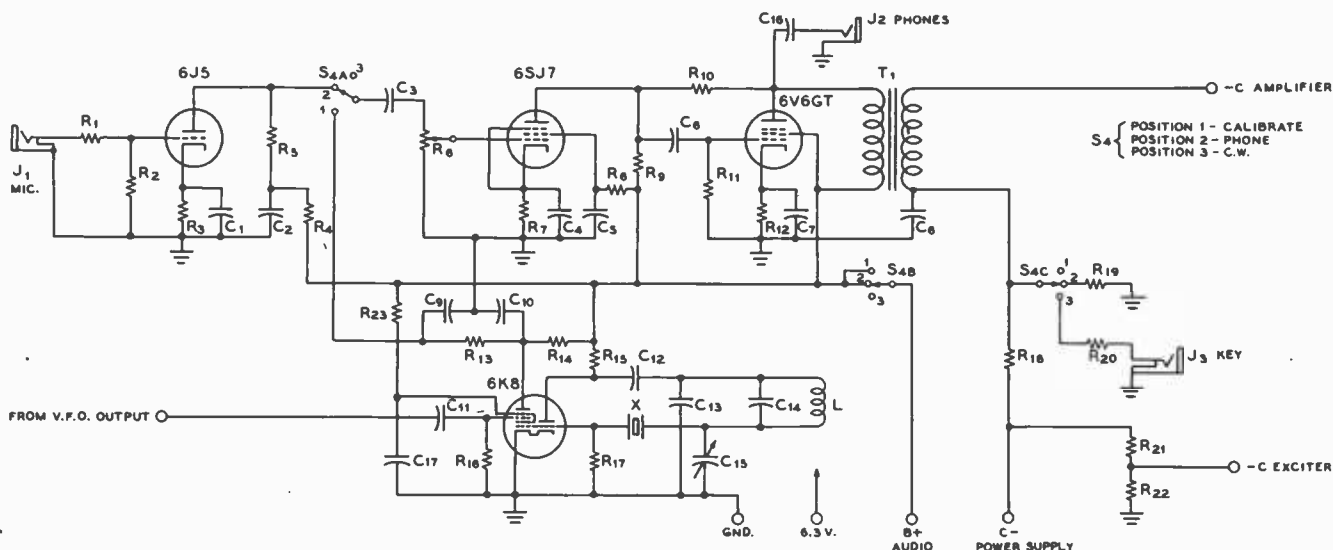 C16
J2 PHONES
6J5
S4A
3
2
1
C3
6SJ7
R10
6V6GT
T1
-C AMPLIFIER
S4
POSITION 1 - CALIBRATE
POSITION 2 - PHONE
POSITION 3 - C.W.
J1
MIC.
R1
R2
R3
C1
R5
C2
R4
R6
R7
C4
C5
R6
R9
C6
R11
R12
C7
C6
1
2
3
S4B
S4C
1
2
3
R19
R20
J3 KEY
R18
R23
C9
C10
R13
R14
R15
C12
6K8
C11
X
C13
C14
L
FROM V.F.O. OUTPUT
C17
R16
R17
C15
R21
R22
-C EXCITER
GND.
6.3 V.
B+
AUDIO
C-
POWER SUPPLY